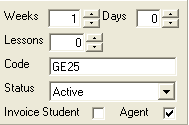 Weeks 1 Days 0
Lessons 0
Code GE25
Status Active
Invoice Student Agent